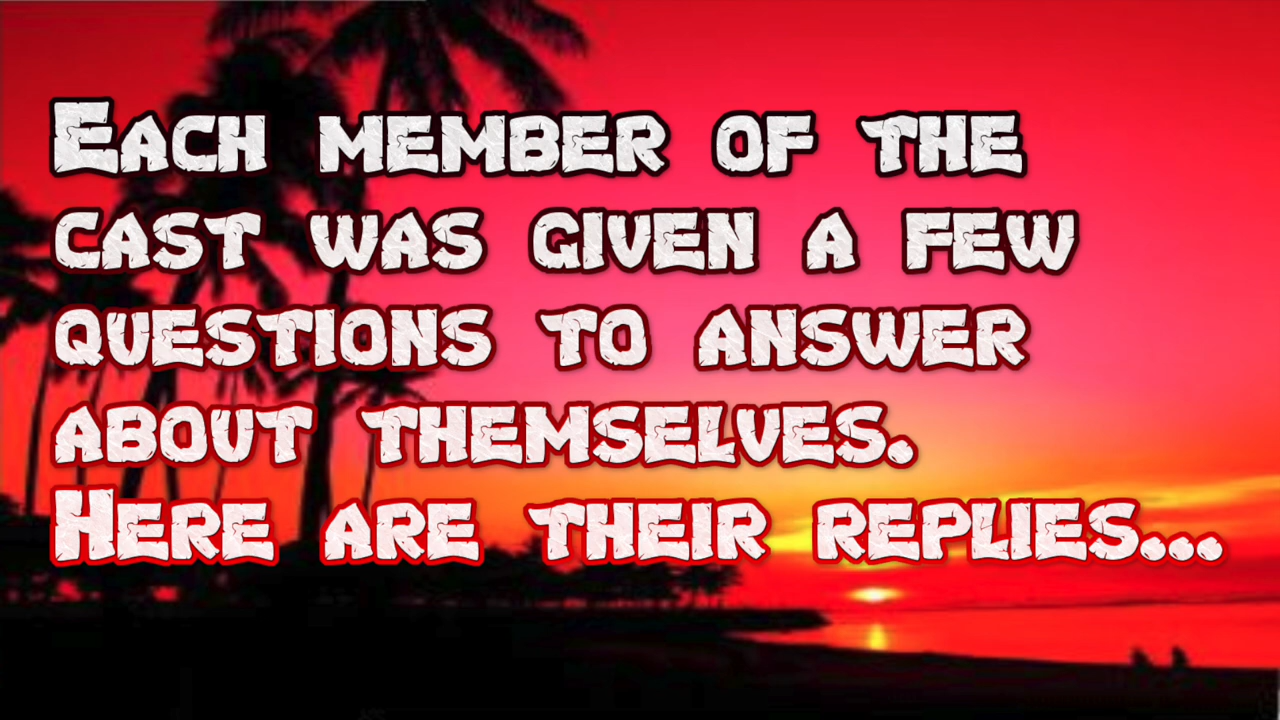 Each member of the
cast was given a few
questions to answer
about themselves.
Here are their replies...